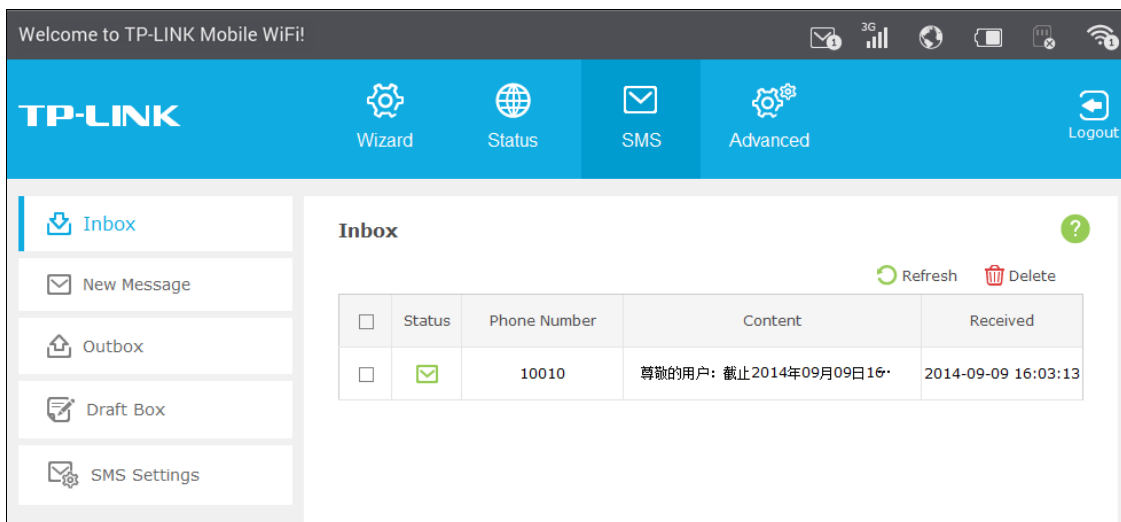 Welcome to TP-LINK Mobile WiFi!
1
3G
1
TP-LINK
Wizard
Status
SMS
Advanced
Logout
Inbox
New Message
Outbox
Draft Box
SMS Settings
Inbox
?
Refresh Delete
Status Phone Number Content Received
10010 尊敬的用户：截止2014年09月09日16··· 2014-09-09 16:03:13